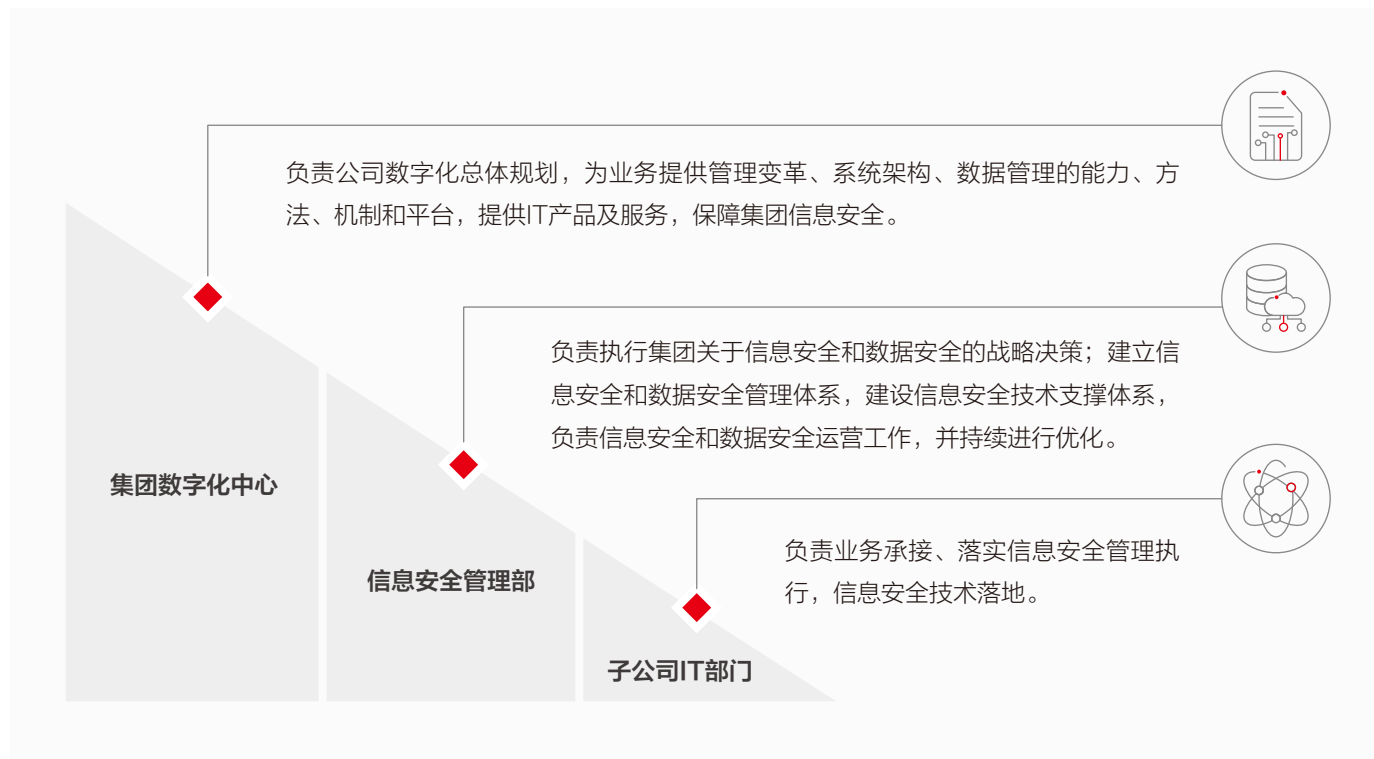 负责公司数字化总体规划，为业务提供管理变革、系统架构、数据管理的能力、方
法、机制和平台，提供IT产品及服务，保障集团信息安全。
负责执行集团关于信息安全和数据安全的战略决策；建立信
息安全和数据安全管理体系，建设信息安全技术支撑体系，
负责信息安全和数据安全运营工作，并持续进行优化。
集团数字化中心
负责业务承接、落实信息安全管理执
行，信息安全技术落地。
信息安全管理部
子公司IT部门